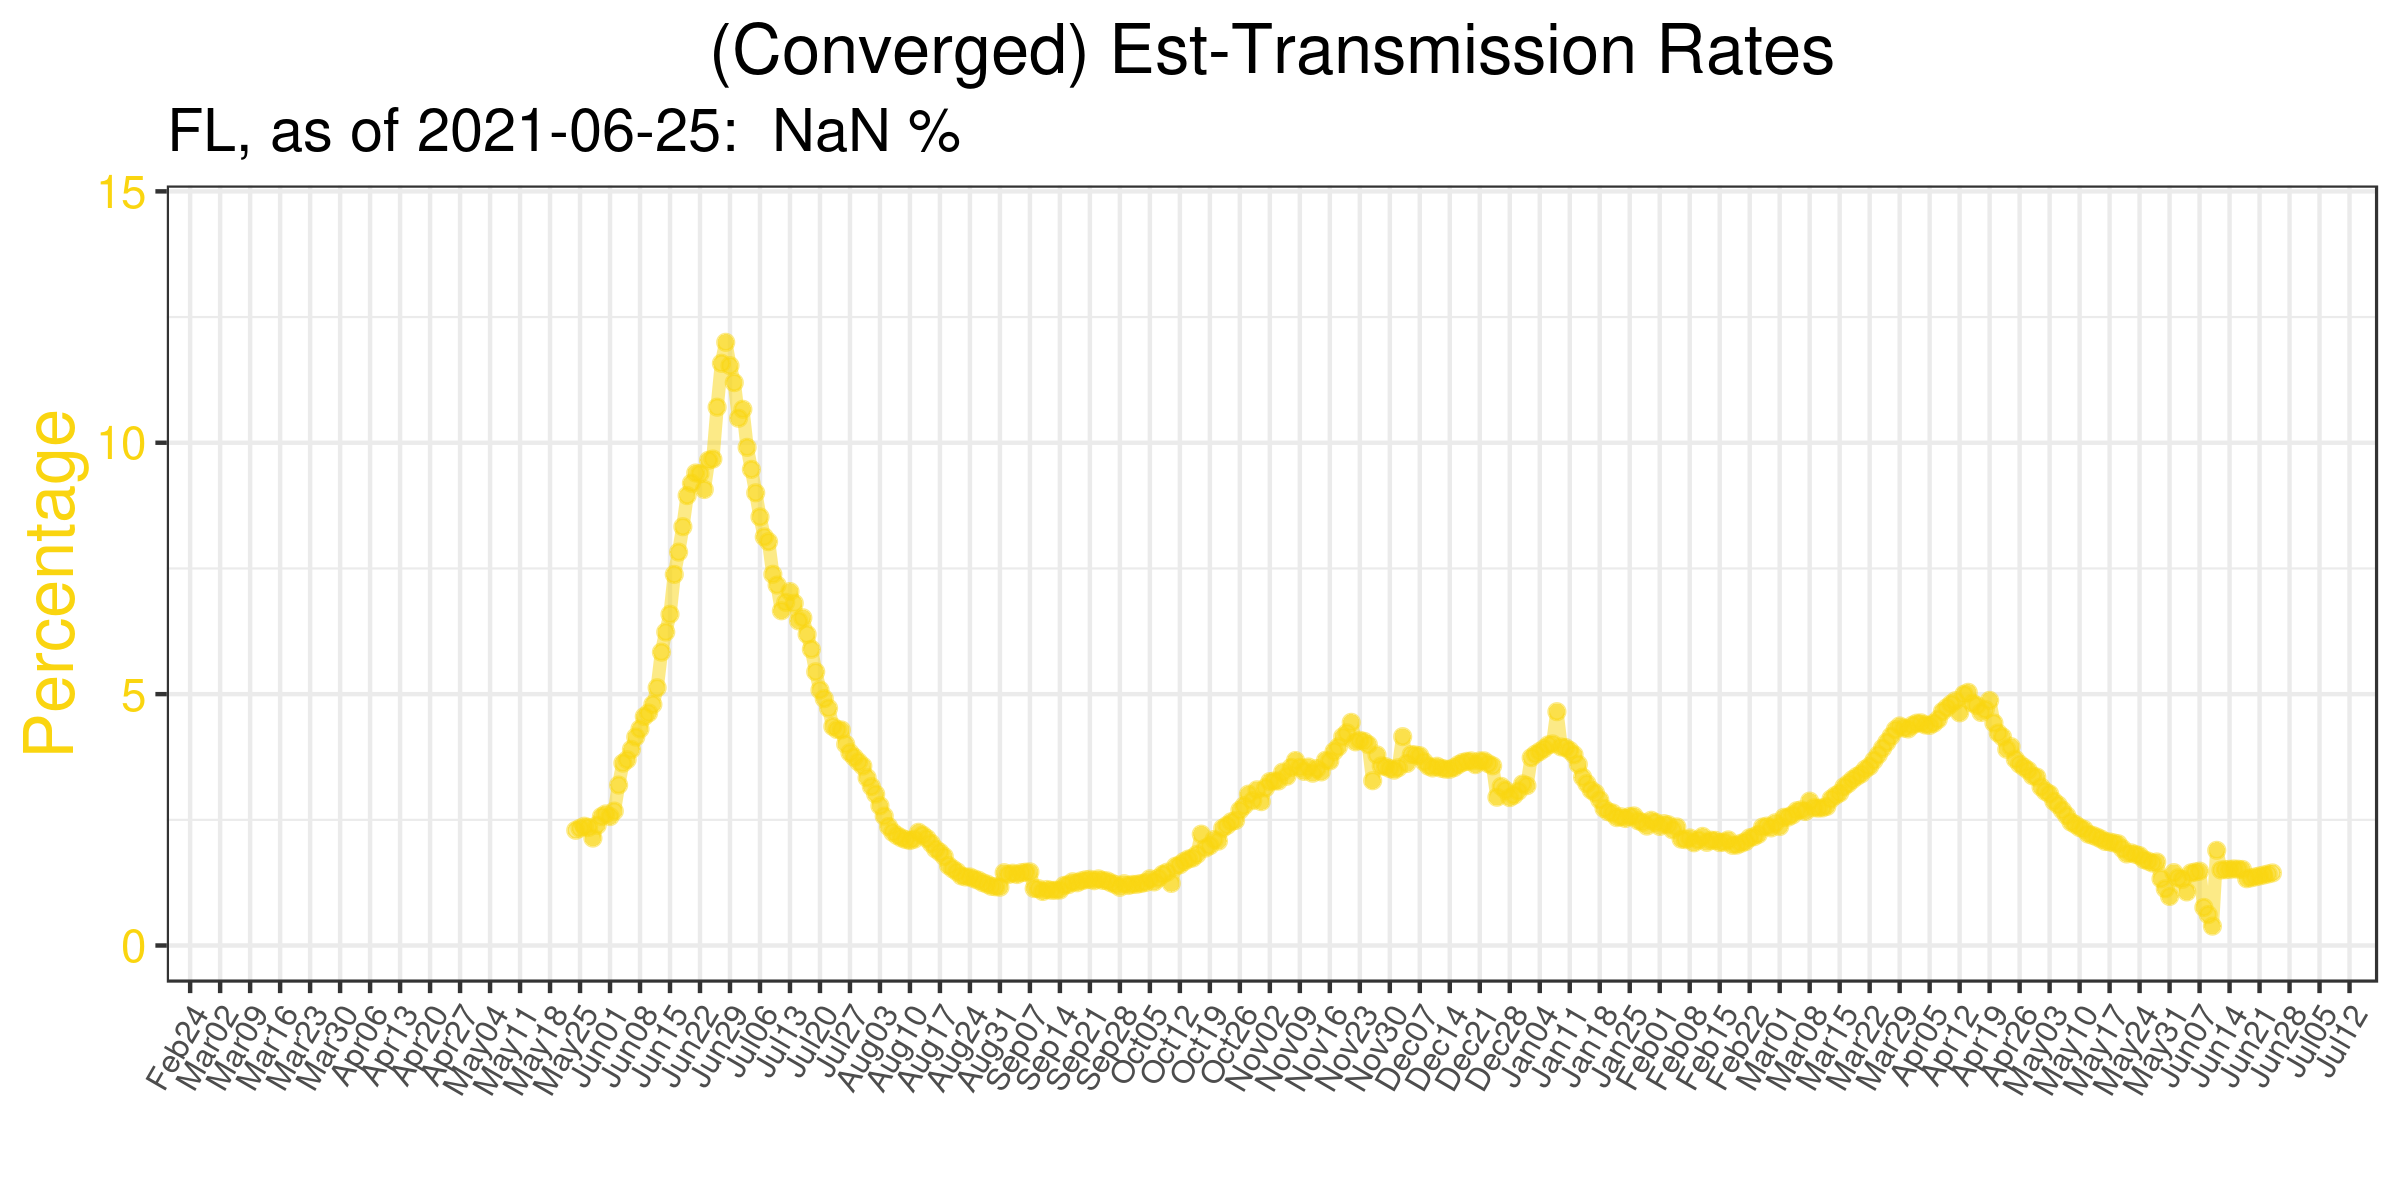 (Converged) Est-Transmission Rates
FL, as of 2021-06-25: NaN %
Percentage
15
10
5
0
Feb24
Mar02
Mar09
Mar16
Mar23
Mar30
Apr06
Apr13
Apr20
Apr27
May04
May11
May18
May25
Jun01
Jun08
Jun15
Jun22
Jun29
Jul06
Jul13
Jul20
Jul27
Aug03
Aug10
Aug17
Aug24
Aug31
Sep07
Sep14
Sep21
Sep28
Oct05
Oct12
Oct19
Oct26
Nov02
Nov09
Nov16
Nov23
Nov30
Dec07
Dec14
Dec21
Dec28
Jan04
Jan11
Jan18
Jan25
Feb01
Feb08
Feb15
Feb22
Mar01
Mar08
Mar15
Mar22
Mar29
Apr05
Apr12
Apr19
Apr26
May03
May10
May17
May24
May31
Jun07
Jun14
Jun21
Jun28
Jul05
Jul12